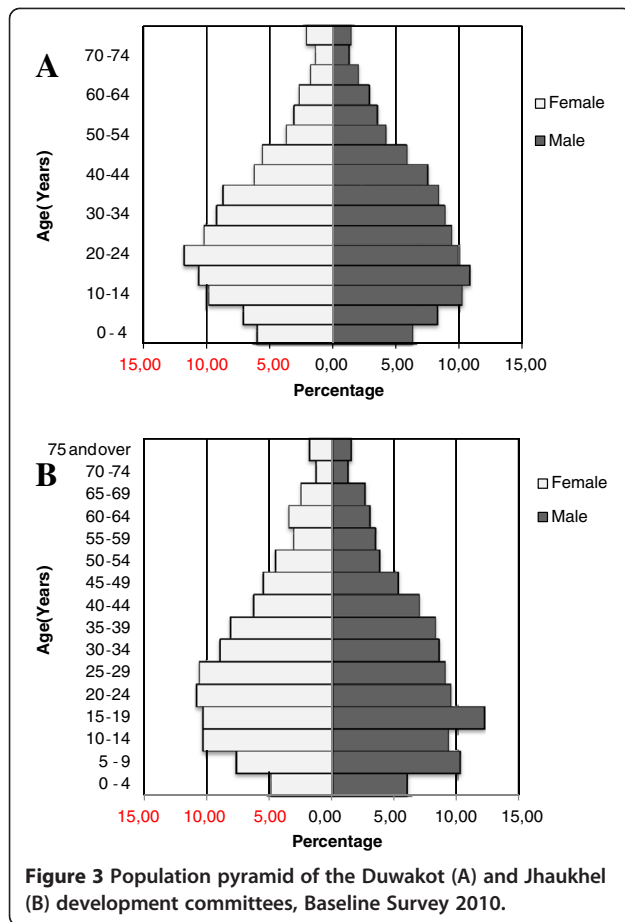 A
70 -74
60-64
50-54
40-44
30-34
20-24
10-14
0 - 4
Age( Years)
Female
Male
15,00 10,00 5,00 0,00 5,00 10,00 15,00
Percentage
B
75 and over
70 -74
65-69
60-64
55-59
50-54
45-49
40-44
35-39
30-34
25-29
20-24
15-19
10-14
5 - 9
0 - 4
Age(Years)
Female
Male
15,00 10,00 5,00 0,00 5,00 10,00 15,00
Percentage
Figure 3 Population pyramid of the Duwakot (A) and Jhaukhel
(B) development committees, Baseline Survey 2010.